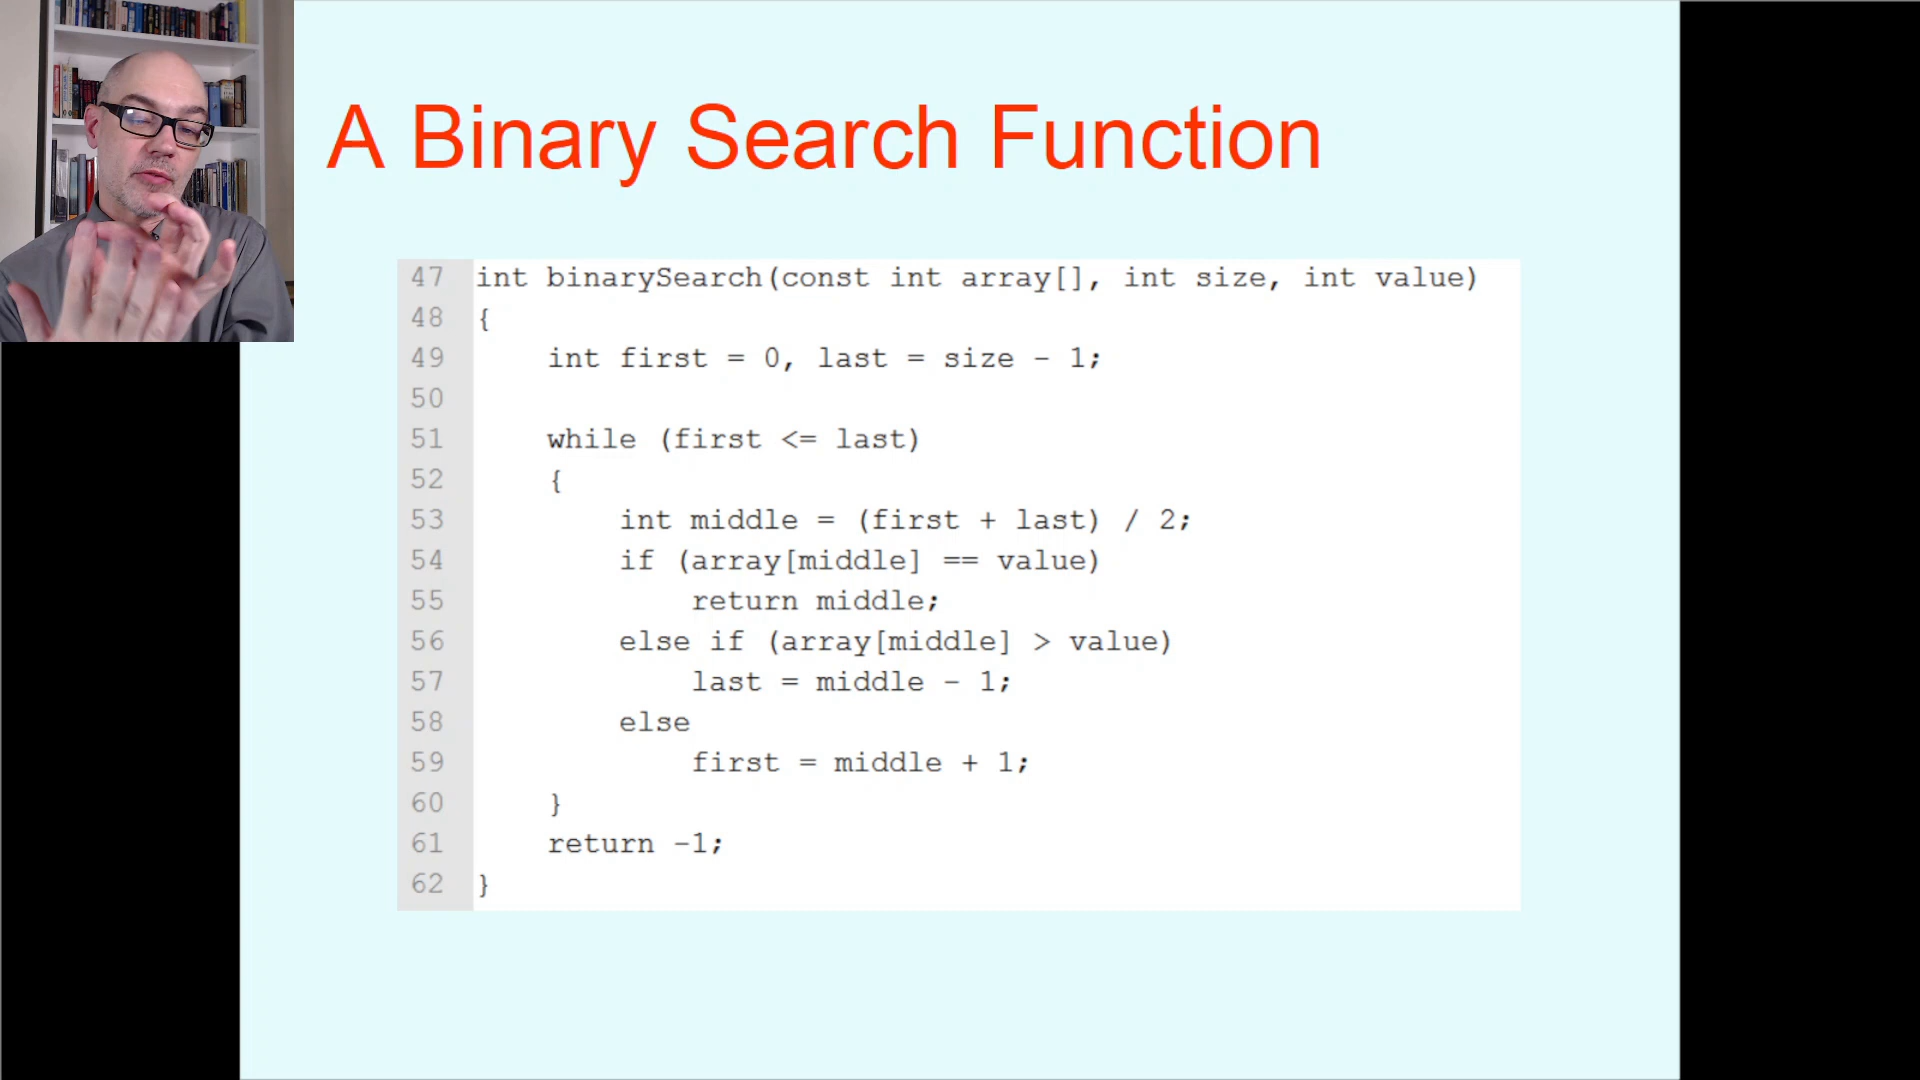 A Binary Search Function
47 int binarySearch(const int array[], int size, int value)
48 {
49     int first = 0, last = size - 1;
50
51     while (first <= last)
52     {
53         int middle = (first + last) / 2;
54         if (array[middle] == value)
55             return middle;
56         else if (array[middle] > value)
57             last = middle - 1;
58         else
59             first = middle + 1;
60     }
61     return -1;
62 }